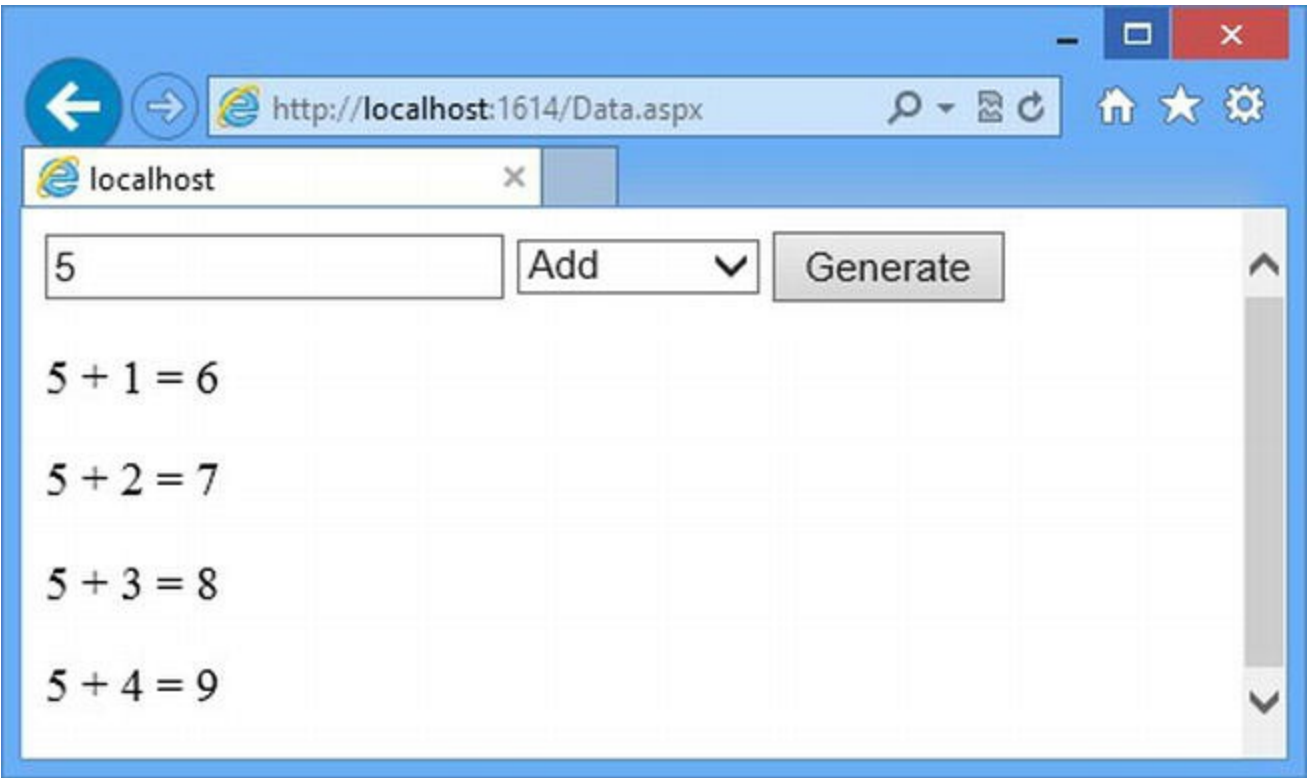 http://localhost:1614/Data.aspx
localhost
5 Add Generate
5 + 1 = 6
5 + 2 = 7
5 + 3 = 8
5 + 4 = 9